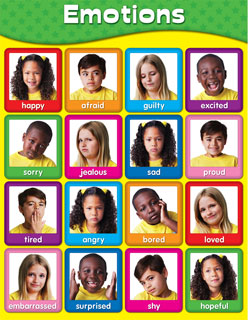 Emotions
happy afraid guilty excited
sorry jealous sad proud
tired angry bored loved
embarrassed surprised shy hopeful